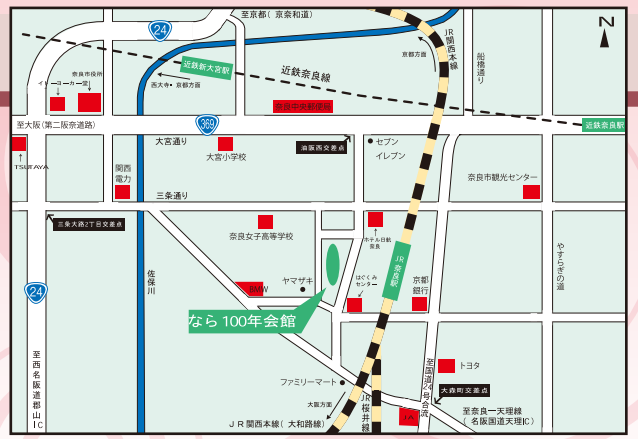 至京都( 京奈和道)
24
N
JR関西本線
船橋通り
京都方面
近鉄新大宮駅
近鉄奈良線
奈良市役所
イトーヨーカー堂
西大寺・京都方面
奈良中央郵便局
至大阪(第二阪奈道路)
369
近鉄奈良駅
大宮通り
油阪西交差点
セブン
イレブン
TSUTAYA
大宮小学校
関西
電力
奈良市観光センター
三条通り
三条大路2丁目交差点
奈良女子高等学校
ホテル日航
奈良
JR奈良駅
やすらぎの道
佐保川
BMW
ヤマザキ
はぐくみ
センター
京都
銀行
24
なら100年会館
至西名阪道郡山IC
ファミリーマート
大阪方面
至国道24号合流
トヨタ
大森町交差点
JR桜井線
JA
至奈良一天理線
( 名阪国道天理IC)
JR関西本線( 大和路線)